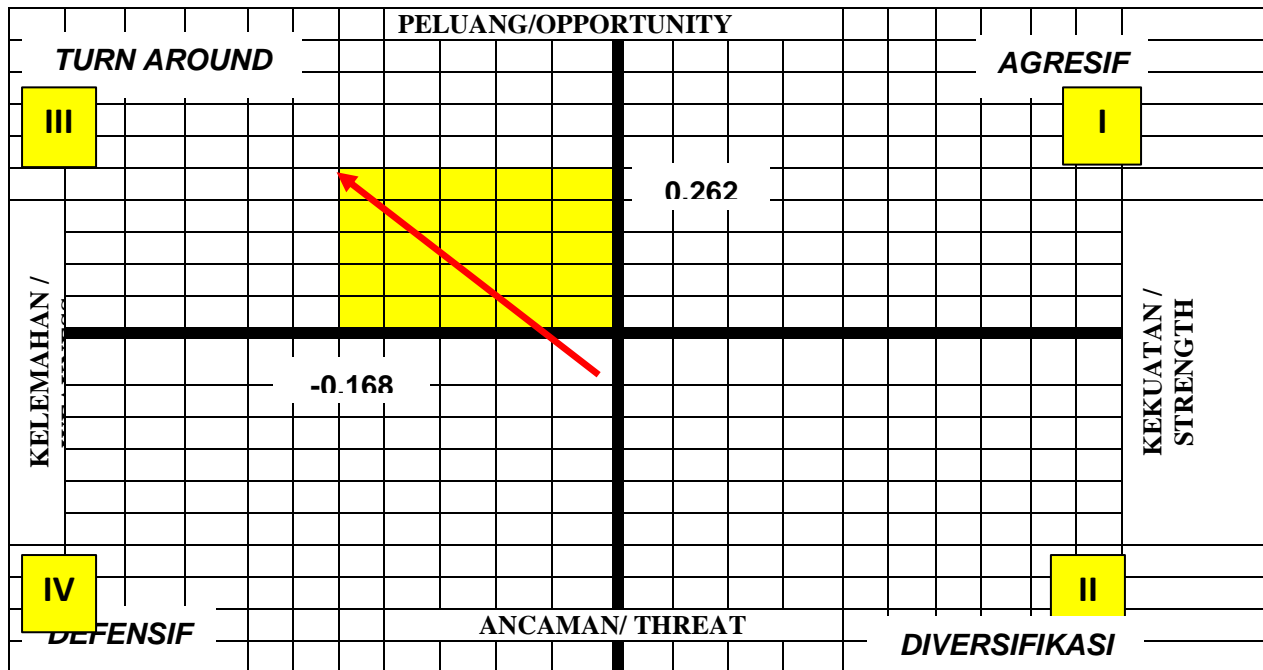 PELUANG/OPPORTUNITY
TURN AROUND
AGRESIF
III
I
0.262
KELEMAHAN /
KEKUATAN /
STRENGTH
-0.168
IV
II
DEFENSIF
ANCAMAN/ THREAT
DIVERSIFIKASI